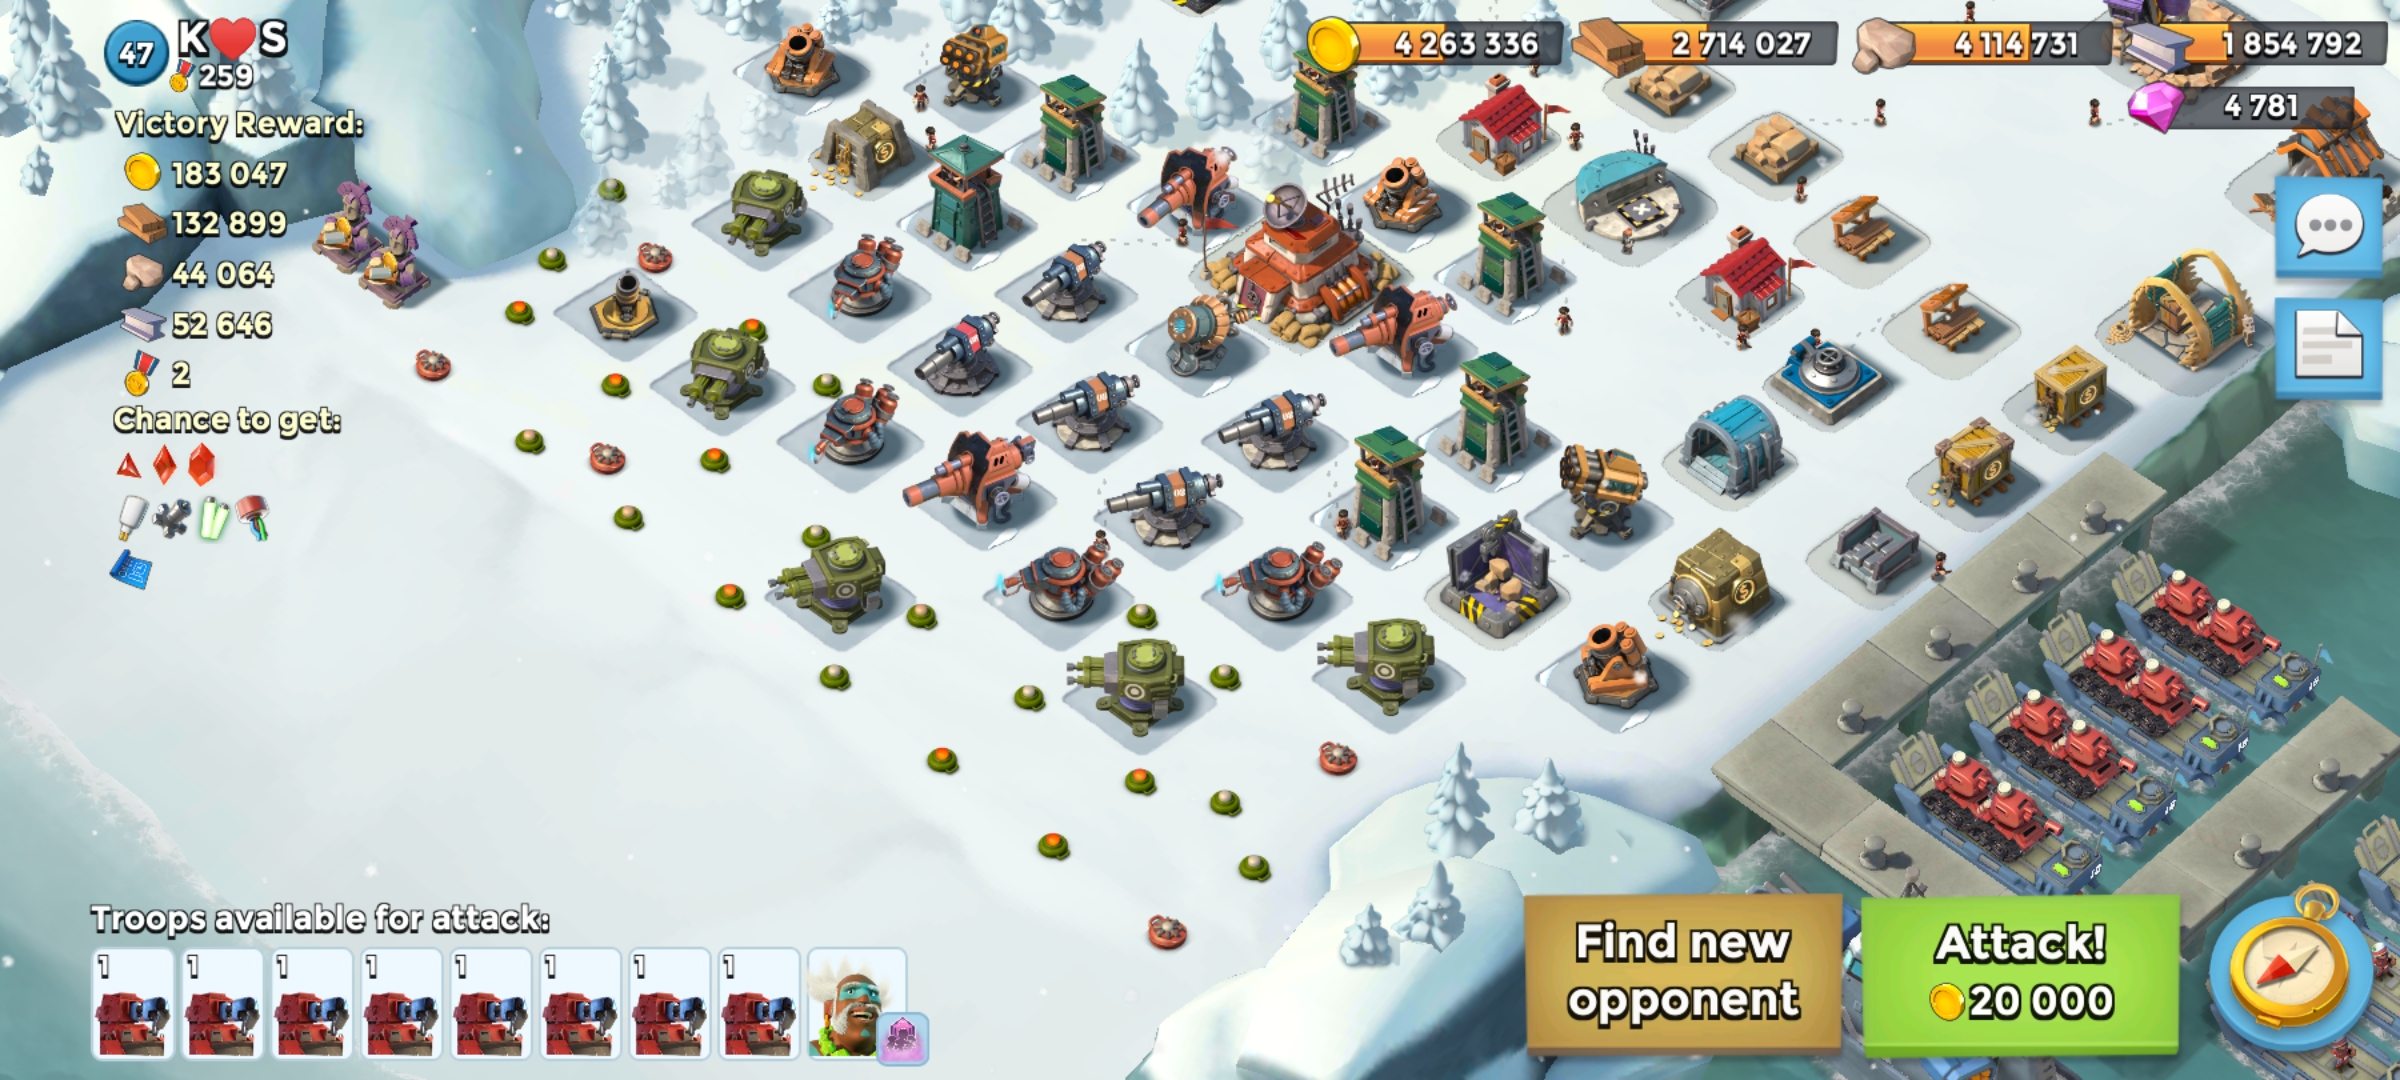 47
K❤️S
259
4 263 336
2 714 027
4 114 731
1 854 792
4 781
Victory Reward:
183 047
132 899
44 064
52 646
2
Chance to get:
Troops available for attack:
1
1
1
1
1
1
1
1
Find new
opponent
Attack!
20 000